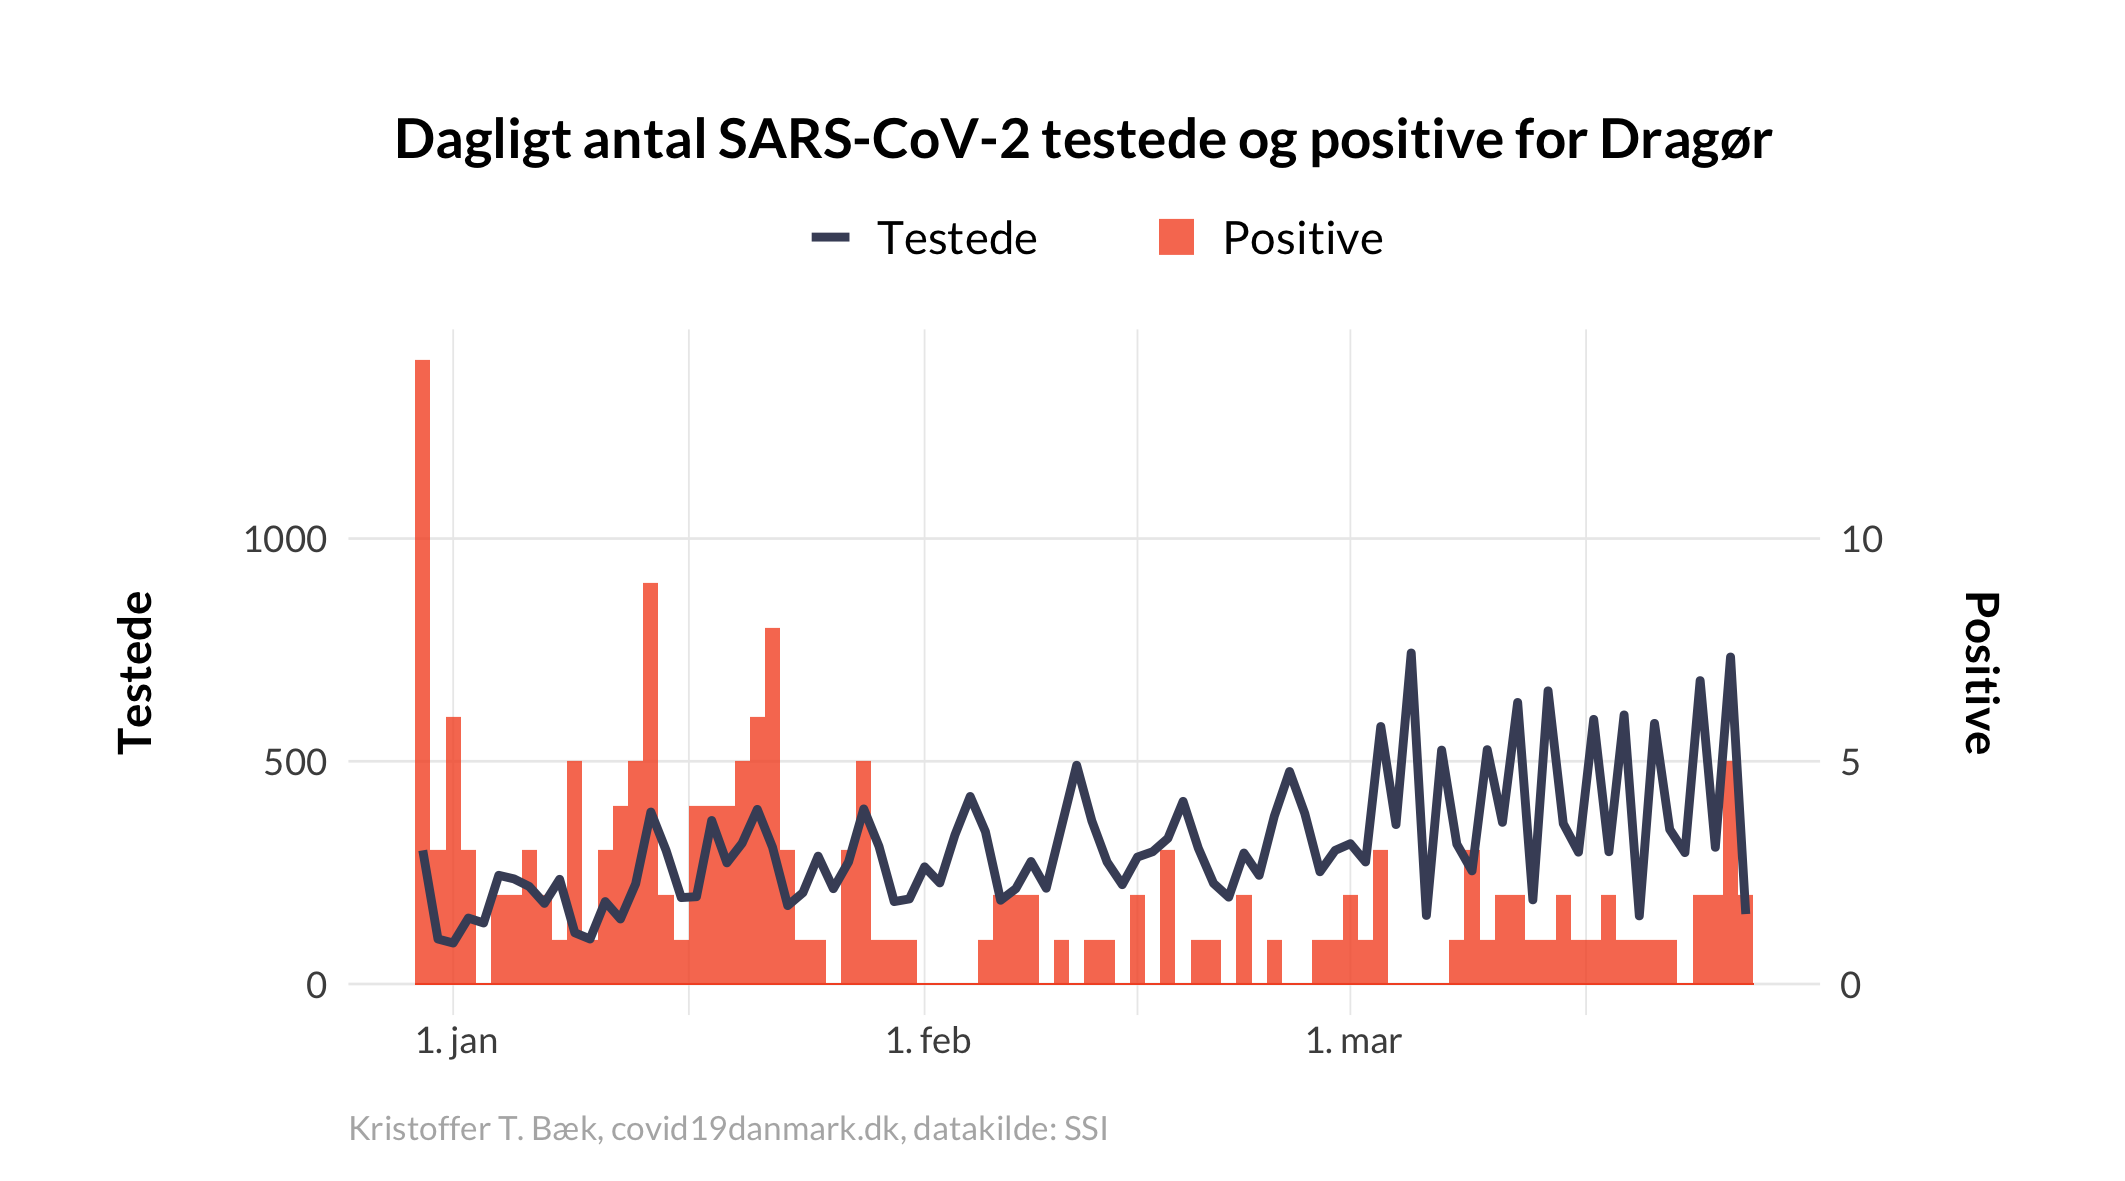 Dagligt antal SARS-CoV-2 testede og positive for Dragør
Testede
Positive
1000
500
0
10
5
0
Testede
Positive
1. jan
1. feb
1. mar
Kristoffer T. Bæk, covid19danmark.dk, datakilde: SSI